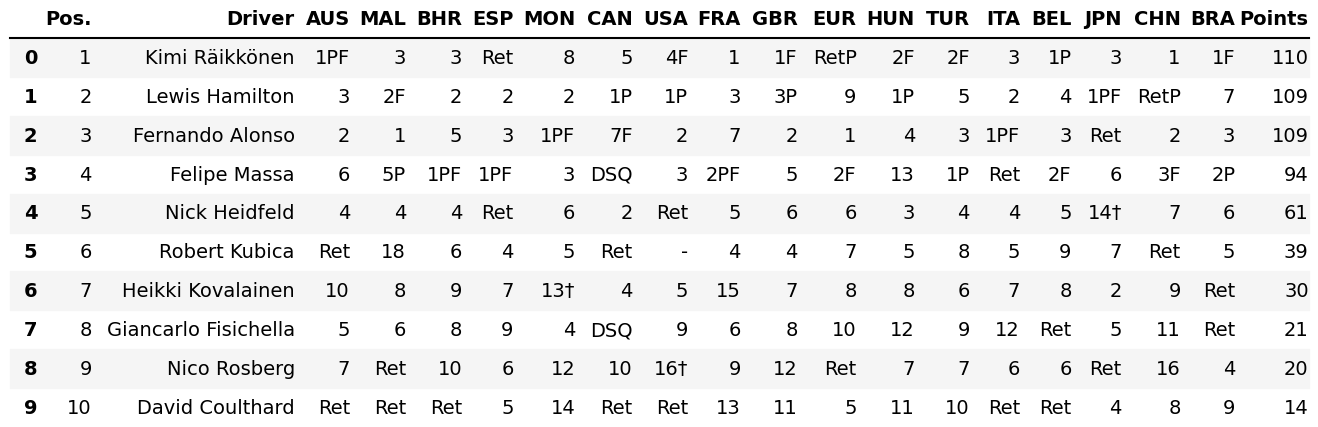 Pos. Driver AUS MAL BHR ESP MON CAN USA FRA GBR EUR HUN TUR ITA BEL JPN CHN BRA Points
0 1 Kimi Räikkönen 1PF 3 3 Ret 8 5 4F 1 1F RetP 2F 2F 3 1P 3 1 1F 110
1 2 Lewis Hamilton 3 2F 2 2 2 1P 1P 3 3P 9 1P 5 2 4 1PF RetP 7 109
2 3 Fernando Alonso 2 1 5 3 1PF 7F 2 7 2 1 4 3 1PF 3 Ret 2 3 109
3 4 Felipe Massa 6 5P 1PF 1PF 3 DSQ 3 2PF 5 2F 13 1P Ret 2F 6 3F 2P 94
4 5 Nick Heidfeld 4 4 4 Ret 6 2 Ret 5 6 6 3 4 4 5 14† 7 6 61
5 6 Robert Kubica Ret 18 6 4 5 Ret - 4 4 7 5 8 5 9 7 Ret 5 39
6 7 Heikki Kovalainen 10 8 9 7 13† 4 5 15 7 8 8 6 7 8 2 9 Ret 30
7 8 Giancarlo Fisichella 5 6 8 9 4 DSQ 9 6 8 10 12 9 12 Ret 5 11 Ret 21
8 9 Nico Rosberg 7 Ret 10 6 12 10 16† 9 12 Ret 7 7 6 6 Ret 16 4 20
9 10 David Coulthard Ret Ret Ret 5 14 Ret Ret 13 11 5 11 10 Ret Ret 4 8 9 14